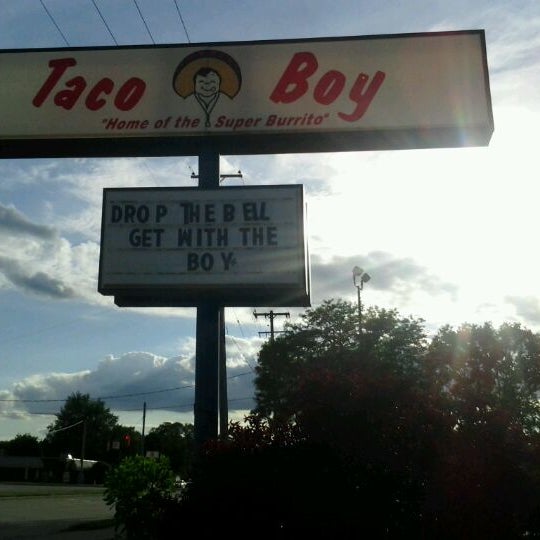 Taco Boy
"Home of the Super Burrito"
DROP THE BELL
GET WITH THE
BOY